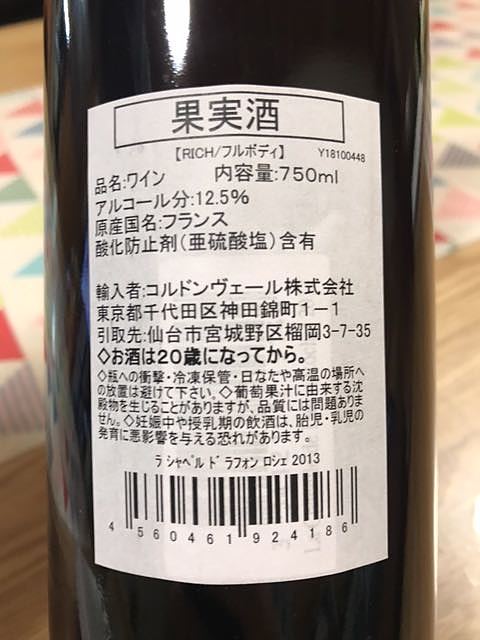 果実酒
【RICH/フルボディ】 Y18100448
品名:ワイン 内容量:750ml
アルコール分:12.5%
原産国名:フランス
酸化防止剤(亜硫酸塩)含有
輸入者:コルドンヴェール株式会社
東京都千代田区神田錦町1-1
引取先:仙台市宮城野区榴岡3-7-35
◇お酒は20歳になってから。
◇瓶への衝撃・冷凍保管・日なたや高温の場所へ
の放置は避けて下さい。◇葡萄果汁に由来する沈
殿物を生じることがありますが、品質には問題ありま
せん。◇妊娠中や授乳期の飲酒は、胎児・乳児の
発育に悪影響を与える恐れがあります。
ラ シャペル ド ラフォン ロシェ 2013
4 560461 924186